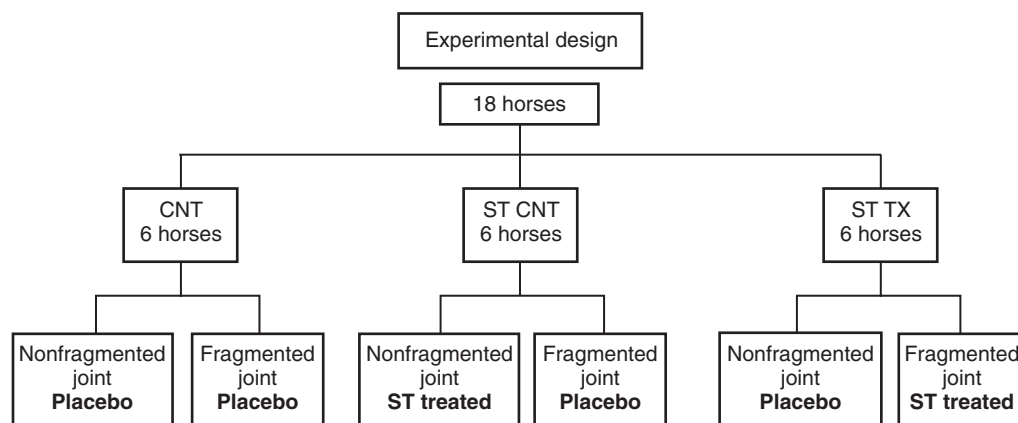 Experimental design
18 horses
CNT
6 horses
ST CNT
6 horses
ST TX
6 horses
Nonfragmented
joint
Placebo
Fragmented
joint
Placebo
Nonfragmented
joint
ST treated
Fragmented
joint
Placebo
Nonfragmented
joint
Placebo
Fragmented
joint
ST treated